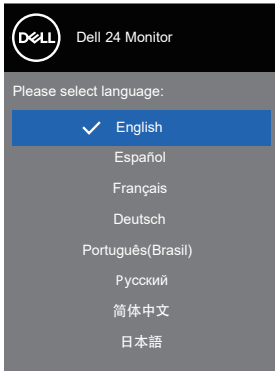 DELL
Dell 24 Monitor
Please select language:
English
Español
Français
Deutsch
Português(Brasil)
Русский
简体中文
日本語